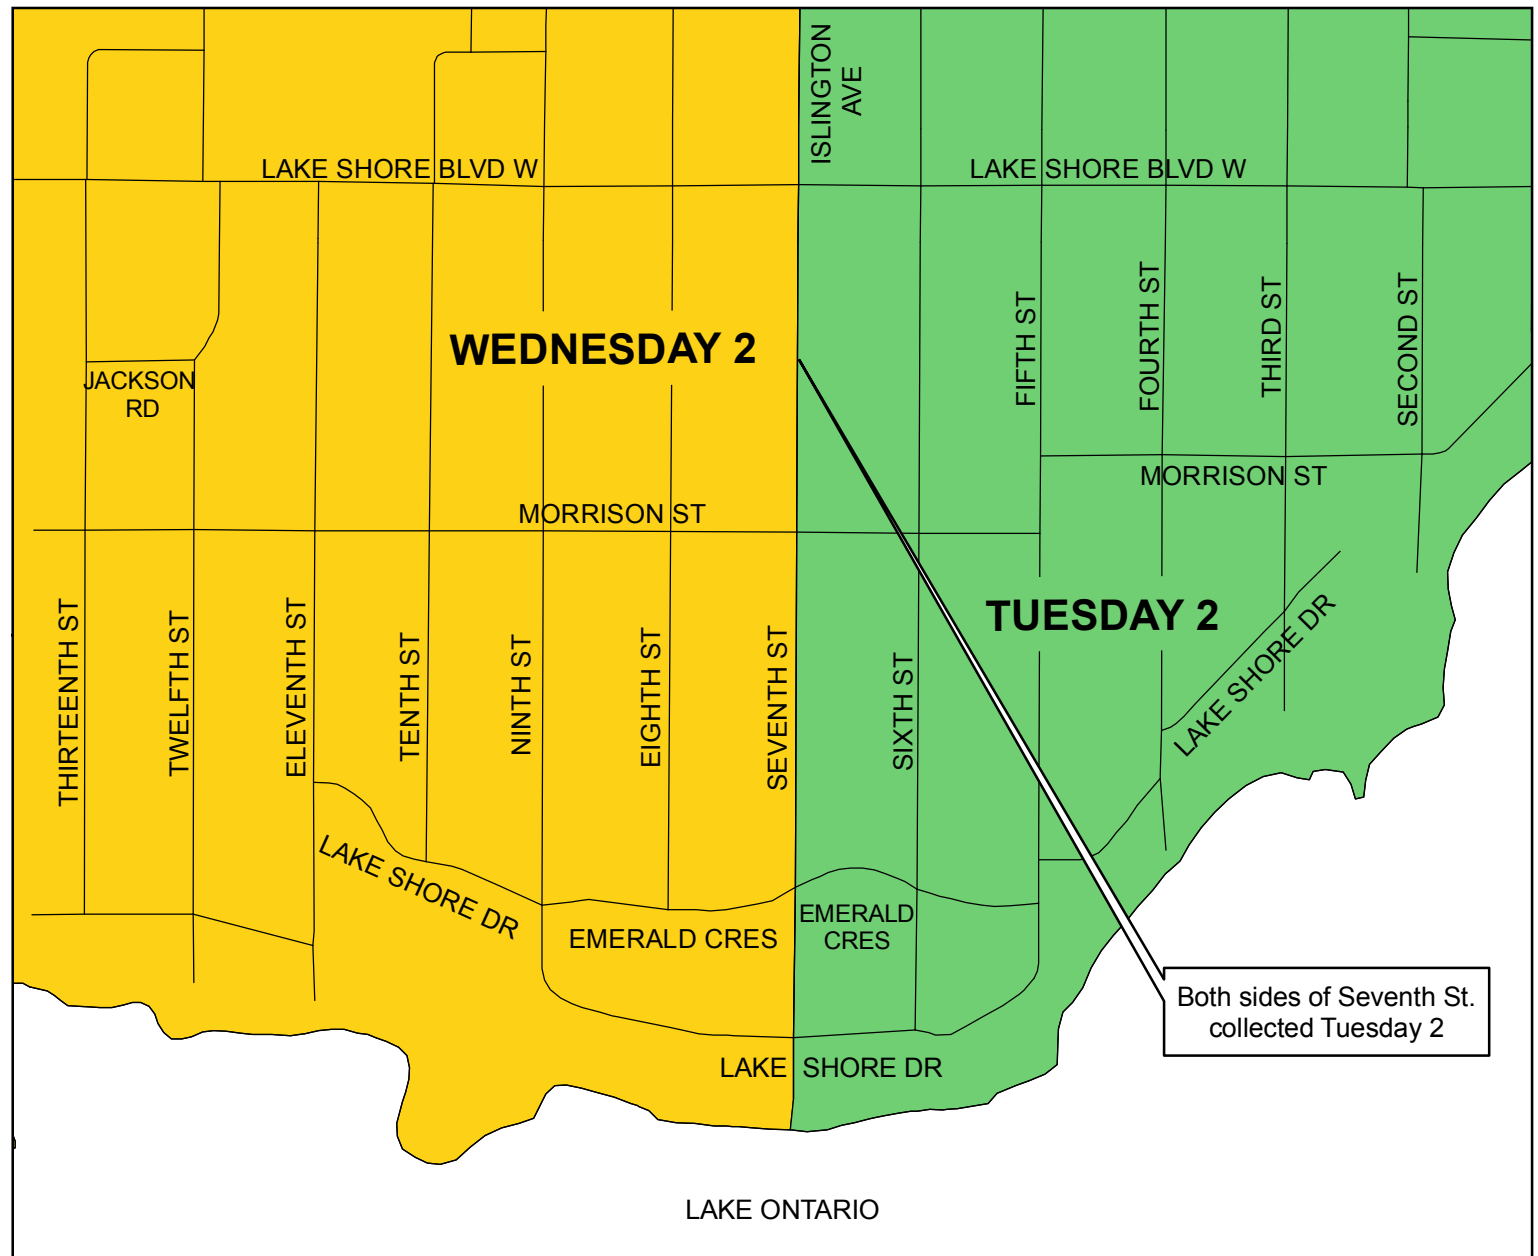 ISLINGTON
AVE
LAKE SHORE BLVD W
LAKE SHORE BLVD W
WEDNESDAY 2
JACKSON
RD
FIFTH ST
FOURTH ST
THIRD ST
SECOND ST
MORRISON ST
MORRISON ST
THIRTEENTH ST
TWELFTH ST
ELEVENTH ST
TENTH ST
NINTH ST
EIGHTH ST
SEVENTH ST
SIXTH ST
TUESDAY 2
LAKE SHORE DR
LAKE SHORE DR
EMERALD CRES
EMERALD
CRES
Both sides of Seventh St.
collected Tuesday 2
LAKE SHORE DR
LAKE ONTARIO